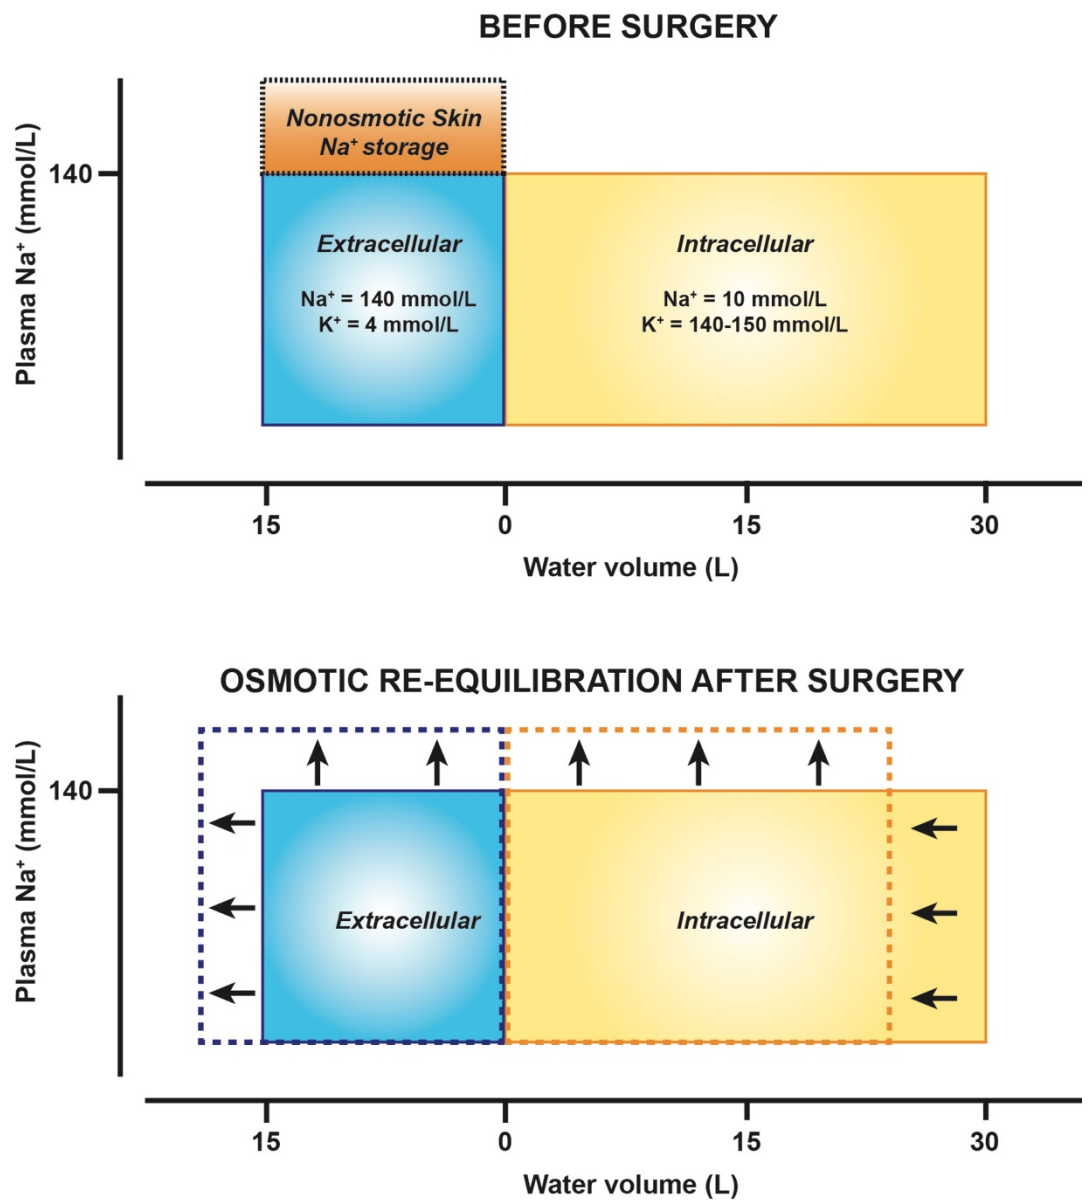 BEFORE SURGERY
Plasma Na⁺ (mmol/L)
140
Nonosmotic Skin
Na⁺ storage
Extracellular
Na⁺ = 140 mmol/L
K⁺ = 4 mmol/L
Intracellular
Na⁺ = 10 mmol/L
K⁺ = 140-150 mmol/L
15
0
15
30
Water volume (L)
OSMOTIC RE-EQUILIBRATION AFTER SURGERY
Plasma Na⁺ (mmol/L)
140
Extracellular
Intracellular
15
0
15
30
Water volume (L)